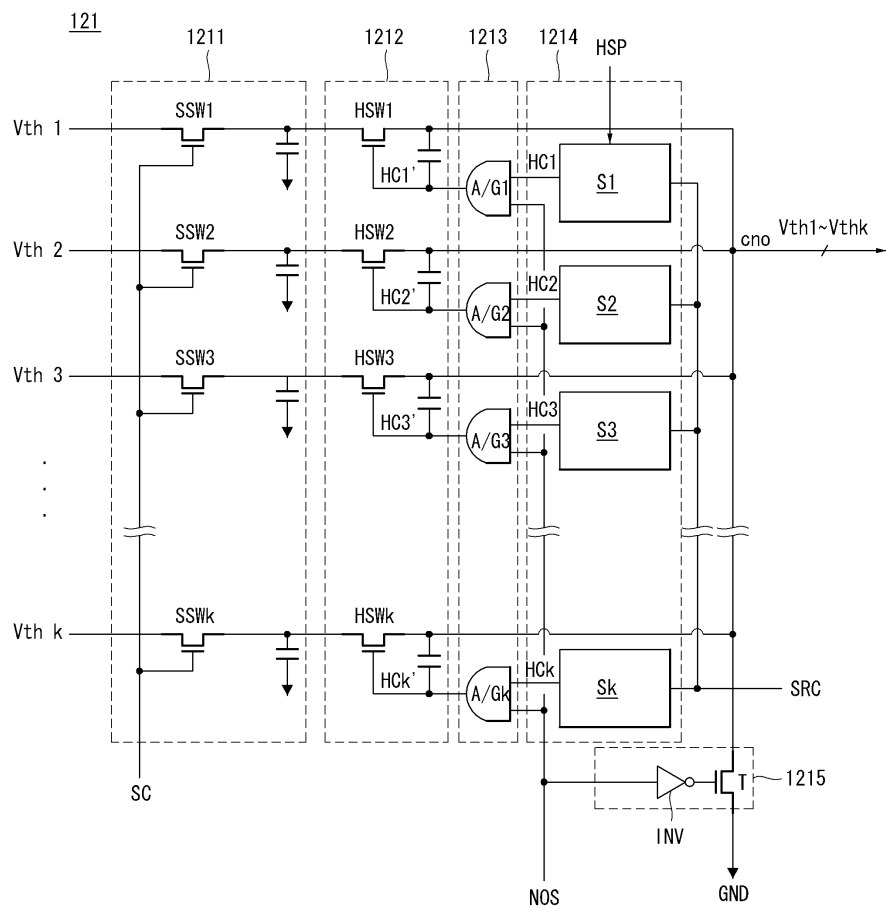 121
1211
1212
1213
1214
HSP
SSW1
HSW1
Vth 1
HC1'
A/G1
HC1
S1
SSW2
HSW2
Vth 2
cno
Vth1~Vthk
HC2'
A/G2
HC2
S2
SSW3
HSW3
Vth 3
HC3'
A/G3
HC3
S3
.
.
.
SSWk
HSWk
Vth k
HCk'
A/Gk
HCk
Sk
SRC
T
1215
SC
INV
NOS
GND